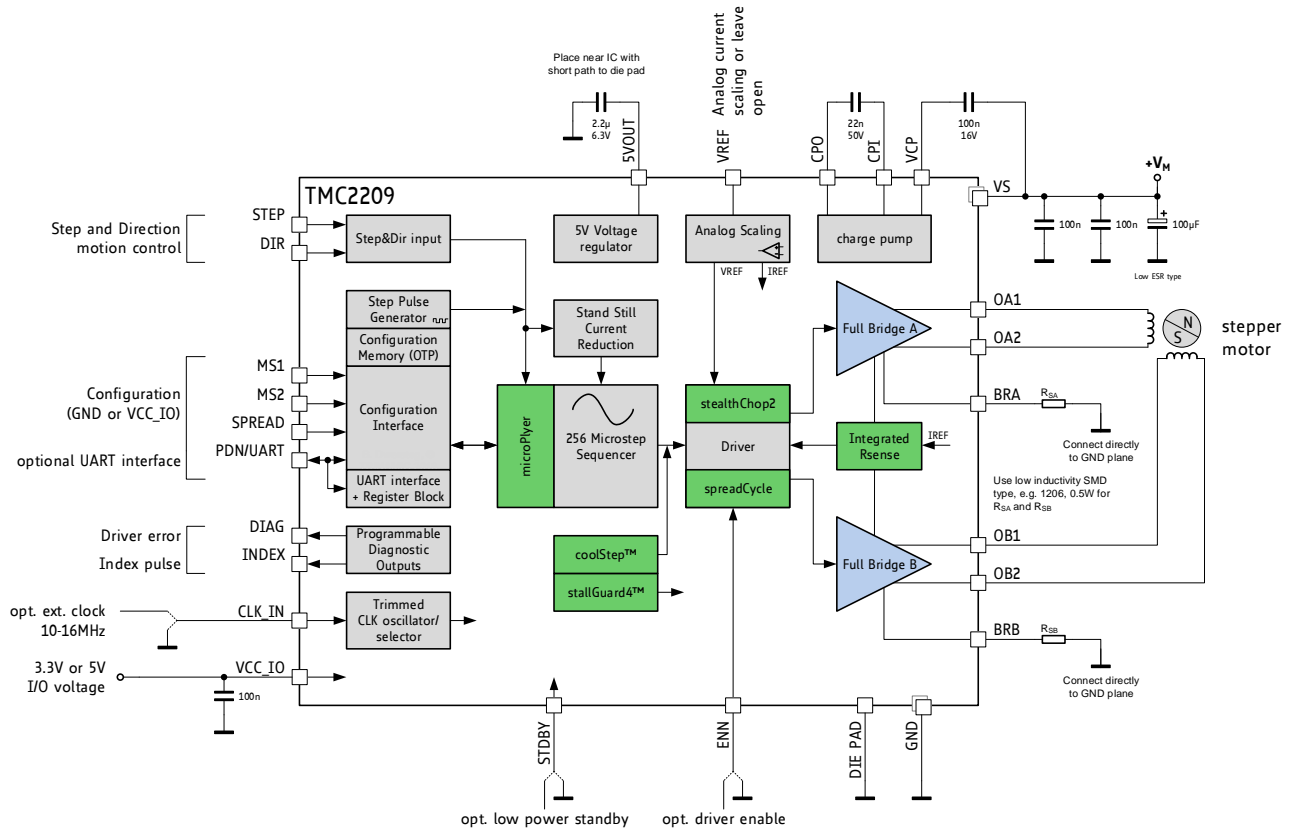 Place near IC with
short path to die pad
2.2µ
6.3V
5VOUT
VREF
Analog current
scaling or leave
open
22n
50V
CPO
CPI
VCP
100n
16V
+VM
VS
100n
100n
+
100µF
Low ESR type
TMC2209
Step and Direction
motion control
STEP
DIR
Step&Dir input
5V Voltage
regulator
Analog Scaling
VREF
IREF
charge pump
Step Pulse
Generator
Configuration
Memory (OTP)
Stand Still
Current
Reduction
Full Bridge A
OA1
OA2
N
S
stepper
motor
Configuration
(GND or VCC_IO)
optional UART interface
MS1
MS2
SPREAD
PDN/UART
Configuration
Interface
UART interface
+ Register Block
microPlyer
256 Microstep
Sequencer
stealthChop2
Driver
spreadCycle
Integrated
Rsense
IREF
BRA
RSA
Connect directly
to GND plane
Use low inductivity SMD
type, e.g. 1206, 0.5W for
RSA and RSB
Driver error
Index pulse
DIAG
INDEX
Programmable
Diagnostic
Outputs
coolStep™
stallGuard4™
Full Bridge B
OB1
OB2
opt. ext. clock
10-16MHz
CLK_IN
Trimmed
CLK oscillator/
selector
BRB
RSB
Connect directly
to GND plane
3.3V or 5V
I/O voltage
VCC_IO
100n
STDBY
ENN
DIE PAD
GND
opt. low power standby
opt. driver enable